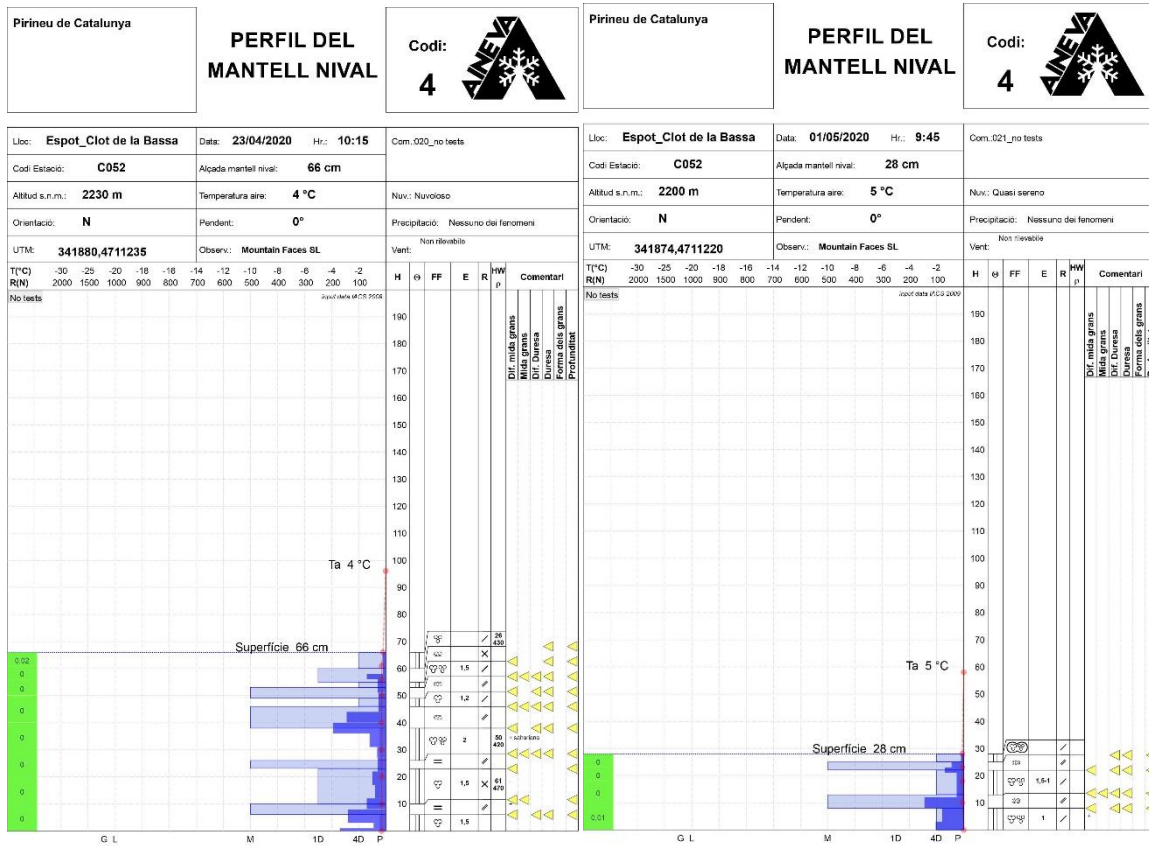 Pirineu de Catalunya
PERFIL DEL
MANTELL NIVAL
Codi:
4
AINEVA
Lloc: Espot_Clot de la Bassa
Data: 23/04/2020 Hr.: 10:15
Com.:020_no tests
Codi Estació: C052
Alçada mantell nival: 66 cm
Altitud s.n.m.: 2230 m
Temperatura aire: 4 °C
Nuv.: Nuvoloso
Orientació: N
Pendent: 0°
Precipitació: Nessuno dei fenomeni
UTM: 341880,4711235
Observ.: Mountain Faces SL
Vent: Non rilevabile
T(°C) -30 -25 -20 -18 -16 -14 -12 -10 -8 -6 -4 -2
R(N) 2000 1500 1000 900 800 700 600 500 400 300 200 100
H Θ FF E R HW ρ Comentari
No tests
input data IACS 2009
Dif. mida grans
Mida grans
Dif. Duresa
Duresa
Forma dels grans
Profunditat
190
180
170
160
150
140
130
120
110
100
90
80
70
60
50
40
30
20
10
Ta 4 °C
Superfície 66 cm
0.02
0
0
0
0
0
0
0
26
430
1,5
1,2
2
50
420
1,5
61
470
1,5
G L M 1D 4D P
Pirineu de Catalunya
PERFIL DEL
MANTELL NIVAL
Codi:
4
AINEVA
Lloc: Espot_Clot de la Bassa
Data: 01/05/2020 Hr.: 9:45
Com.:021_no tests
Codi Estació: C052
Alçada mantell nival: 28 cm
Altitud s.n.m.: 2200 m
Temperatura aire: 5 °C
Nuv.: Quasi sereno
Orientació: N
Pendent: 0°
Precipitació: Nessuno dei fenomeni
UTM: 341874,4711220
Observ.: Mountain Faces SL
Vent: Non rilevabile
T(°C) -30 -25 -20 -18 -16 -14 -12 -10 -8 -6 -4 -2
R(N) 2000 1500 1000 900 800 700 600 500 400 300 200 100
H Θ FF E R HW ρ Comentari
No tests
input data IACS 2009
Dif. mida grans
Mida grans
Dif. Duresa
Duresa
Forma dels grans
190
180
170
160
150
140
130
120
110
100
90
80
70
60
50
40
30
20
10
Ta 5 °C
Superfície 28 cm
0
0
0
0.01
1,5-1
1
G L M 1D 4D P